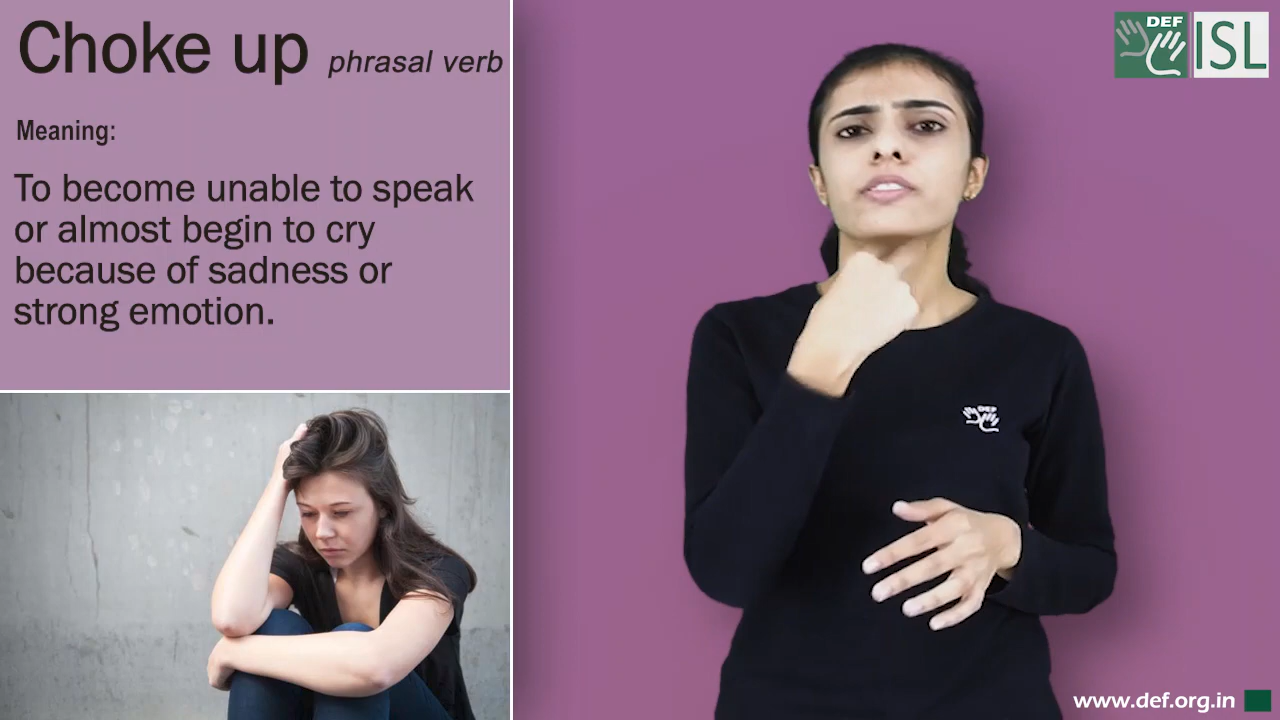 Choke up phrasal verb
Meaning:
To become unable to speak
or almost begin to cry
because of sadness or
strong emotion.
DEF
ISL
DEF
www.def.org.in